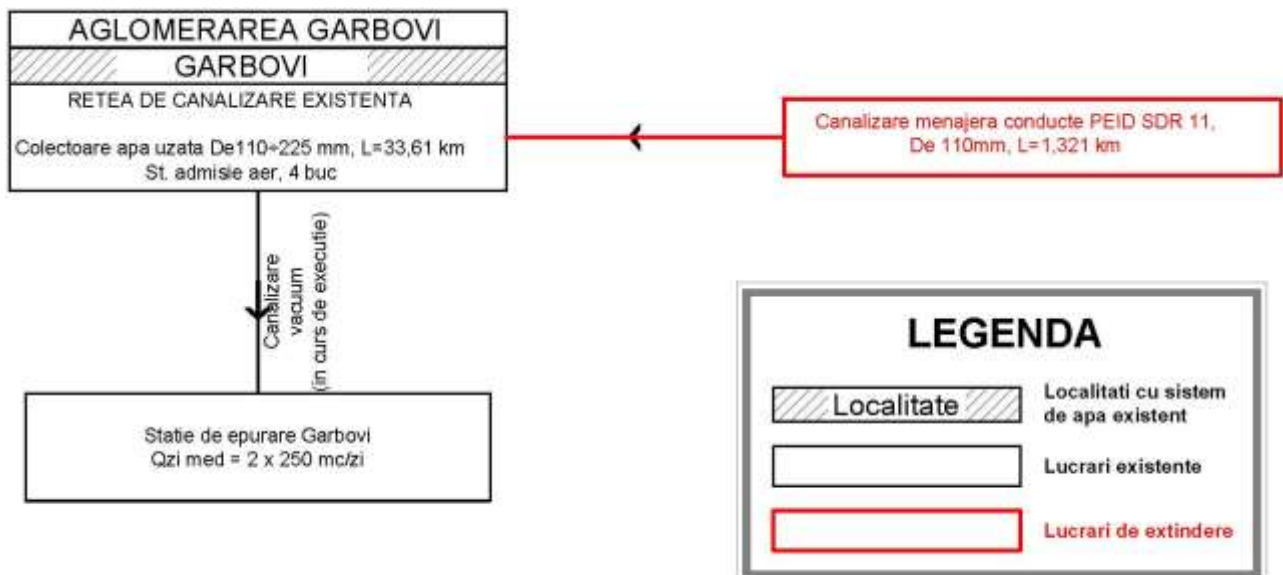 AGLOMERAREA GARBOVI
GARBOVI
RETEA DE CANALIZARE EXISTENTA
Colectoare apa uzata De110÷225 mm, L=33,61 km
St. admisie aer, 4 buc
Canalizare menajera conducte PEID SDR 11,
De 110mm, L=1,321 km
Canalizare
vacuum
(in curs de executie)
Statie de epurare Garbovi
Qzi med = 2 x 250 mc/zi
LEGENDA
Localitate
Localitati cu sistem
de apa existent
Lucrari existente
Lucrari de extindere